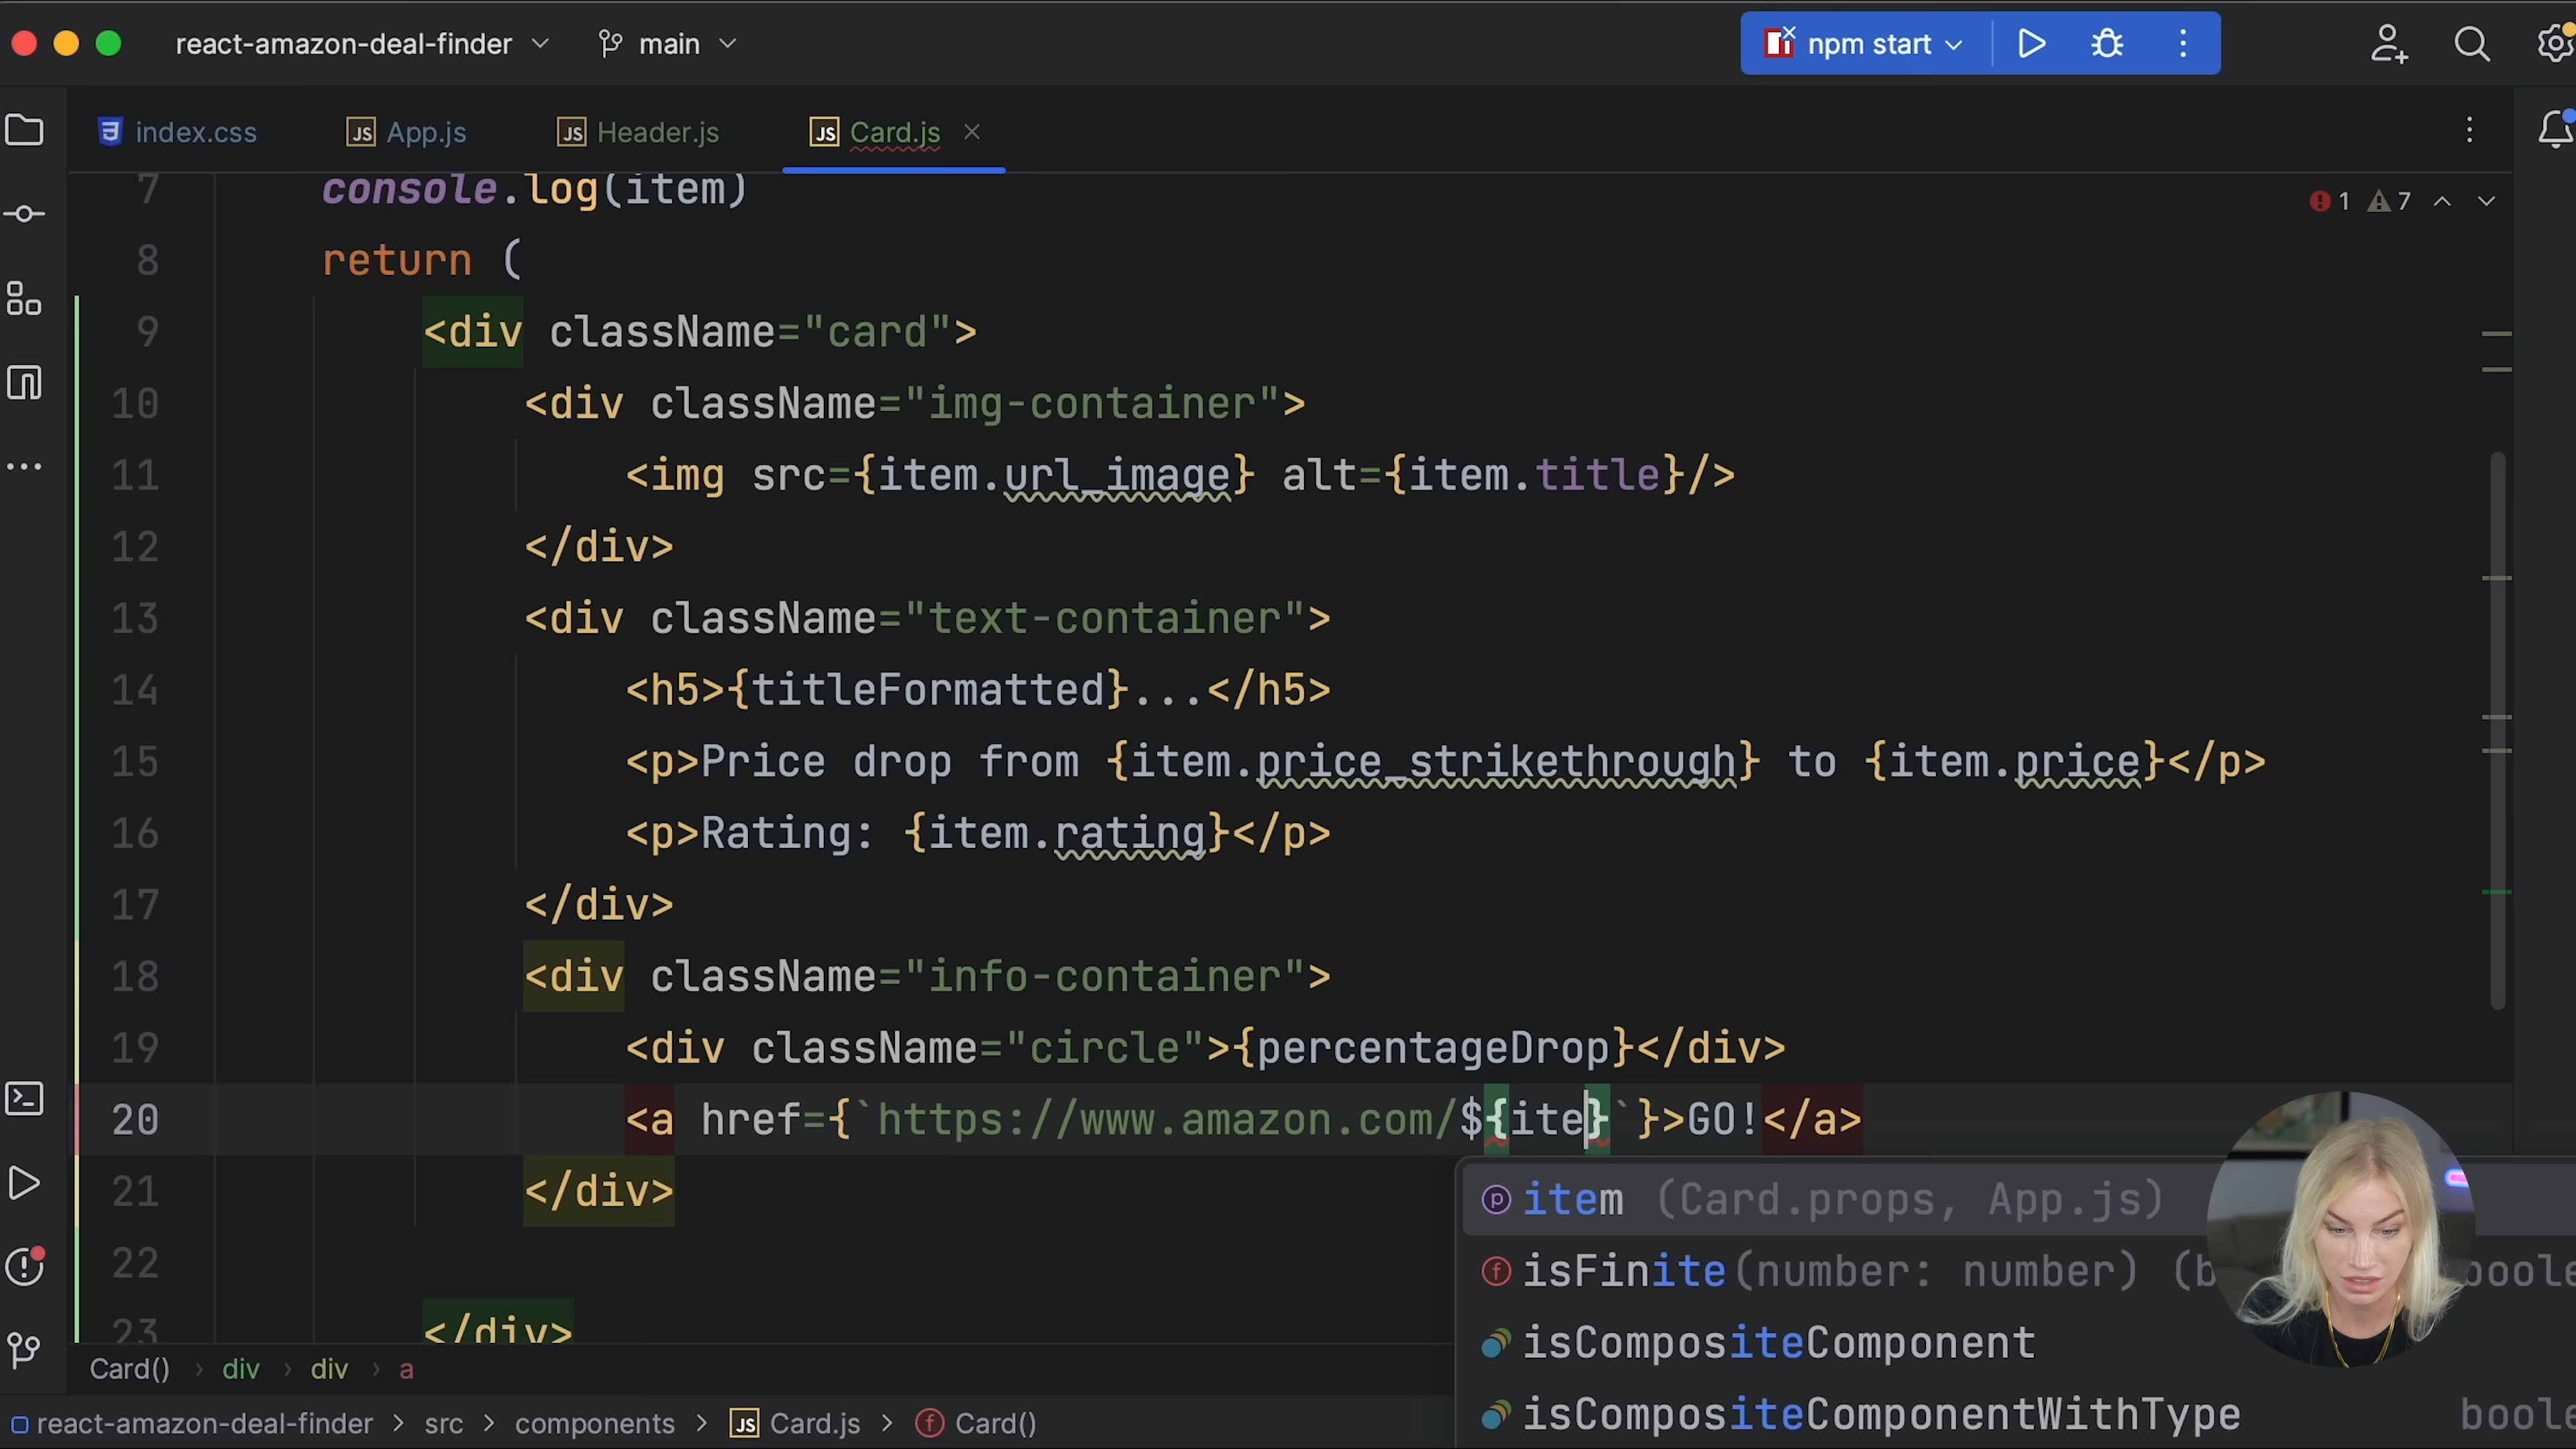 react-amazon-deal-finder main npm start
index.css App.js Header.js Card.js
7 console.log(item) 1 7
8 return (
9 <div className="card">
10 <div className="img-container">
11 <img src={item.url_image} alt={item.title}/>
12 </div>
13 <div className="text-container">
14 <h5>{titleFormatted}...</h5>
15 <p>Price drop from {item.price_strikethrough} to {item.price}</p>
16 <p>Rating: {item.rating}</p>
17 </div>
18 <div className="info-container">
19 <div className="circle">{percentageDrop}</div>
20 <a href={`https://www.amazon.com/${ite}`}>GO!</a>
21 </div>
22
23 </div>
item (Card.props, App.js)
isFinite(number: number) (b boole
isCompositeComponent
isCompositeComponentWithType boole
Card() div div a
react-amazon-deal-finder > src > components > Card.js > Card()